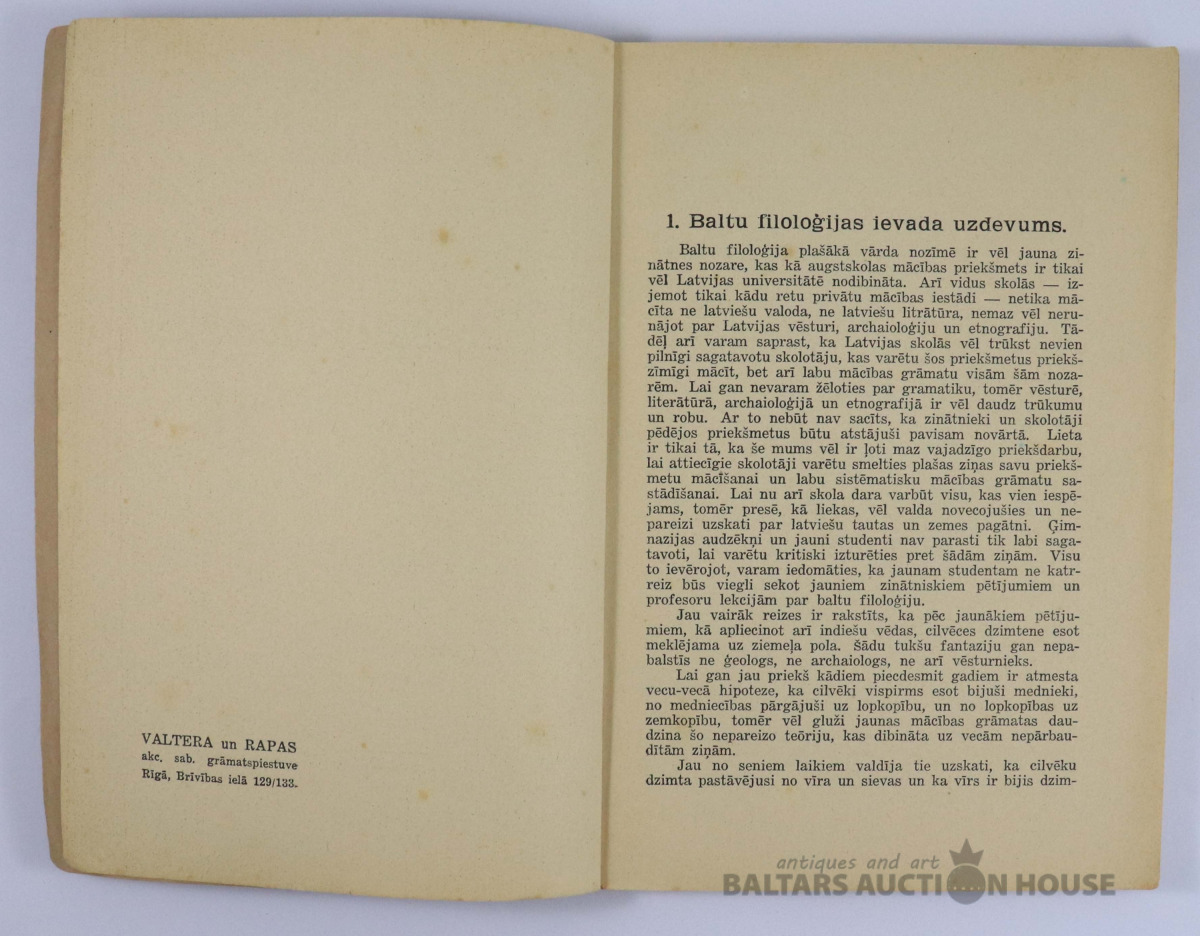 VALTERA un RAPAS
akc. sab. grāmatspiestuve
Rīgā, Brīvības ielā 129/133.
1. Baltu filoloģijas ievada uzdevums.
Baltu filoloģija plašākā vārda nozīmē ir vēl jauna zi-
nātnes nozare, kas kā augstskolas mācības priekšmets ir tikai
vēl Latvijas universitātē nodibināta. Arī vidus skolās — iz-
jemot tikai kādu retu privātu mācības iestādi — netika mā-
cīta ne latviešu valoda, ne latviešu litrātūra, nemaz vēl neru-
nājot par Latvijas vēsturi, archaioloģiju un etnografiju. Tā-
dēļ arī varam saprast, ka Latvijas skolās vēl trūkst nevien
pilnīgi sagatavotu skolotāju, kas varētu šos priekšmetus priekš-
zīmīgi mācīt, bet arī labu mācības grāmatu visām šām noza-
rēm. Lai gan nevaram žēloties par gramatiku, tomēr vēsturē,
literātūrā, archaioloģijā un etnografijā ir vēl daudz trūkumu
un robu. Ar to nebūt nav sacīts, ka zinātnieki un skolotāji
pēdējos priekšmetus būtu atstājuši pavisam novārtā. Lieta
ir tikai tā, ka še mums vēl ir ļoti maz vajadzīgo priekšdarbu,
lai attiecīgie skolotāji varētu smelties plašas ziņas savu priekš-
metu mācīšanai un labu sistēmatisku mācības grāmatu sa-
stādīšanai. Lai nu arī skola dara varbūt visu, kas vien iespē-
jams, tomēr presē, kā liekas, vēl valda novecojušies un ne-
pareizi uzskati par latviešu tautas un zemes pagātni. Ģim-
nazijas audzēkņi un jauni studenti nav parasti tik labi saga-
tavoti, lai varētu kritiski izturēties pret šādām ziņām. Visu
to ievērojot, varam iedomāties, ka jaunam studentam ne katr-
reiz būs viegli sekot jauniem zinātniskiem pētījumiem un
profesoru lekcijām par baltu filoloģiju.
Jau vairāk reizes ir rakstīts, ka pēc jaunākiem pētīju-
miem, kā apliecinot arī indiešu vēdas, cilvēces dzimtene esot
meklējama uz ziemeļa pola. Šādu tukšu fantaziju gan nepa-
balstīs ne ģeologs, ne archaiologs, ne arī vēsturnieks.
Lai gan jau priekš kādiem piecdesmit gadiem ir atmesta
vecu-vecā hipoteze, ka cilvēki vispirms esot bijuši mednieki,
no medniecības pārgājuši uz lopkopību, un no lopkopības uz
zemkopību, tomēr vēl gluži jaunas mācības grāmatas dau-
dzina šo nepareizo teōriju, kas dibināta uz vecām nepārbau-
dītām ziņām.
Jau no seniem laikiem valdīja tie uzskati, ka cilvēku
dzimta pastāvējusi no vīra un sievas un ka vīrs ir bijis dzim-
antiques and art
BALTARS AUCTION HOUSE